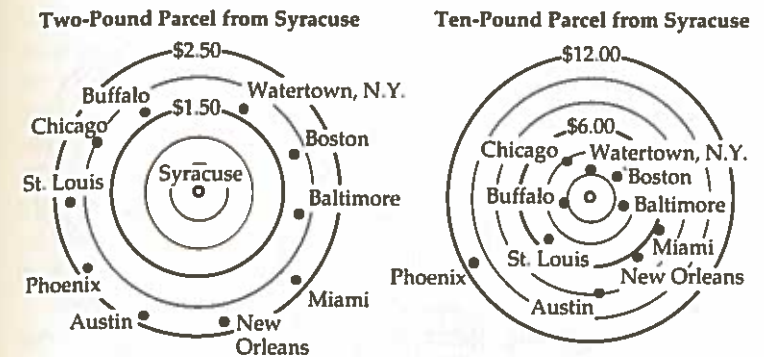 Two-Pound Parcel from Syracuse
$2.50
Buffalo
$1.50
Watertown, N.Y.
Chicago
Boston
Syracuse
St. Louis
Baltimore
Phoenix
Miami
Austin
New
Orleans
Ten-Pound Parcel from Syracuse
$12.00
$6.00
Chicago
Watertown, N.Y.
Boston
Buffalo
Baltimore
St. Louis
Miami
Phoenix
New Orleans
Austin